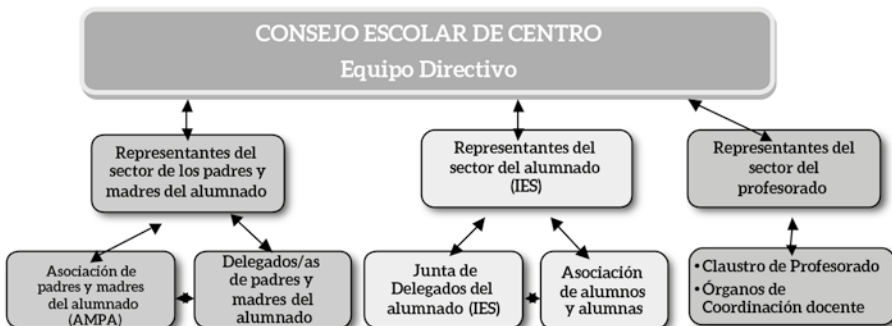 CONSEJO ESCOLAR DE CENTRO
Equipo Directivo
Representantes del
sector de los padres y
madres del alumnado
Representantes del
sector del alumnado
(IES)
Representantes del
sector del
profesorado
Asociación de
padres y madres
del alumnado
(AMPA)
Delegados/as
de padres y
madres del
alumnado
Junta de
Delegados del
alumnado (IES)
Asociación
de alumnos
y alumnas
• Claustro de Profesorado
• Órganos de
Coordinación docente